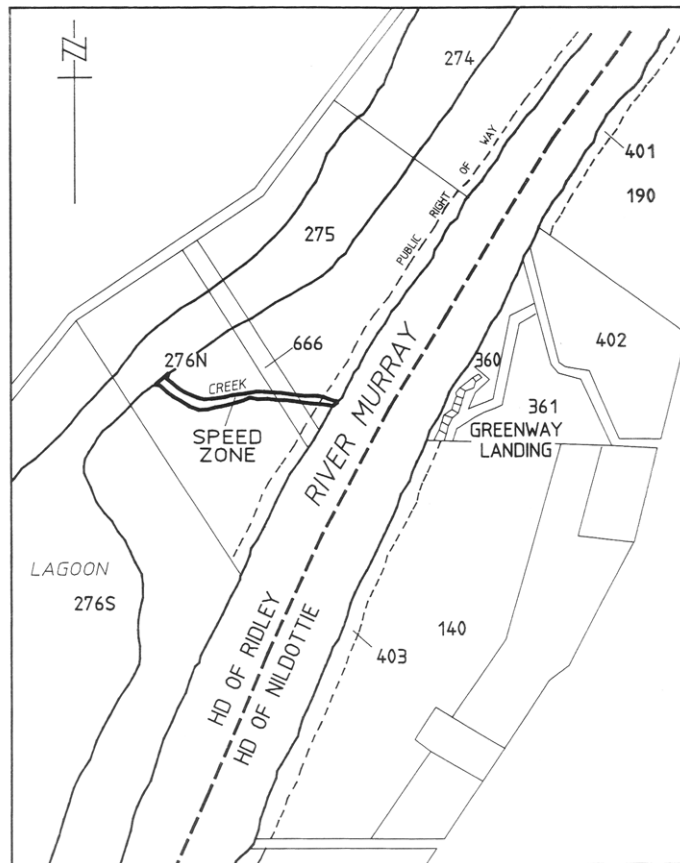 N
274
401
190
PUBLIC RIGHT OF WAY
275
402
666
276N
360
CREEK
361
SPEED
ZONE
GREENWAY
LANDING
RIVER MURRAY
LAGOON
276S
140
403
HD OF RIDLEY
HD OF NILDOTTIE